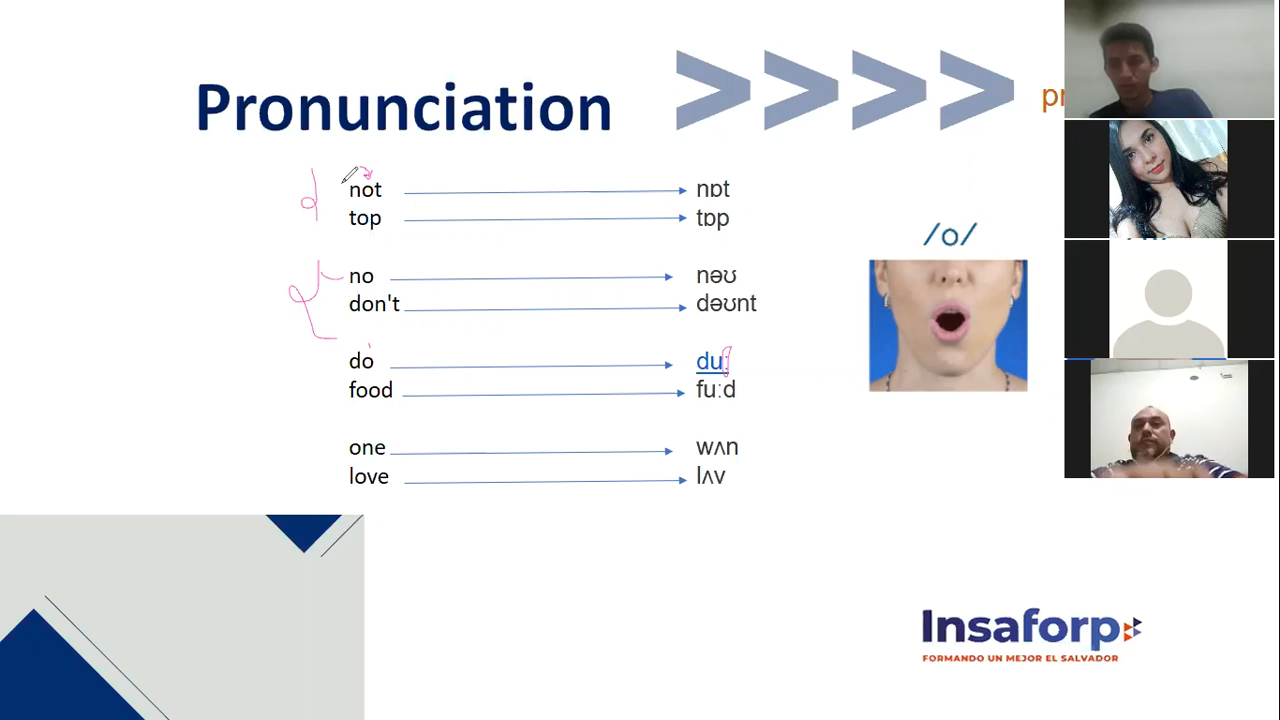 Pronunciation >>>> pr
not nɒt
top tɒp
no nəʊ
don't dəʊnt
/o/
do duː
food fuːd
one wʌn
love lʌv
Insaforp
FORMANDO UN MEJOR EL SALVADOR